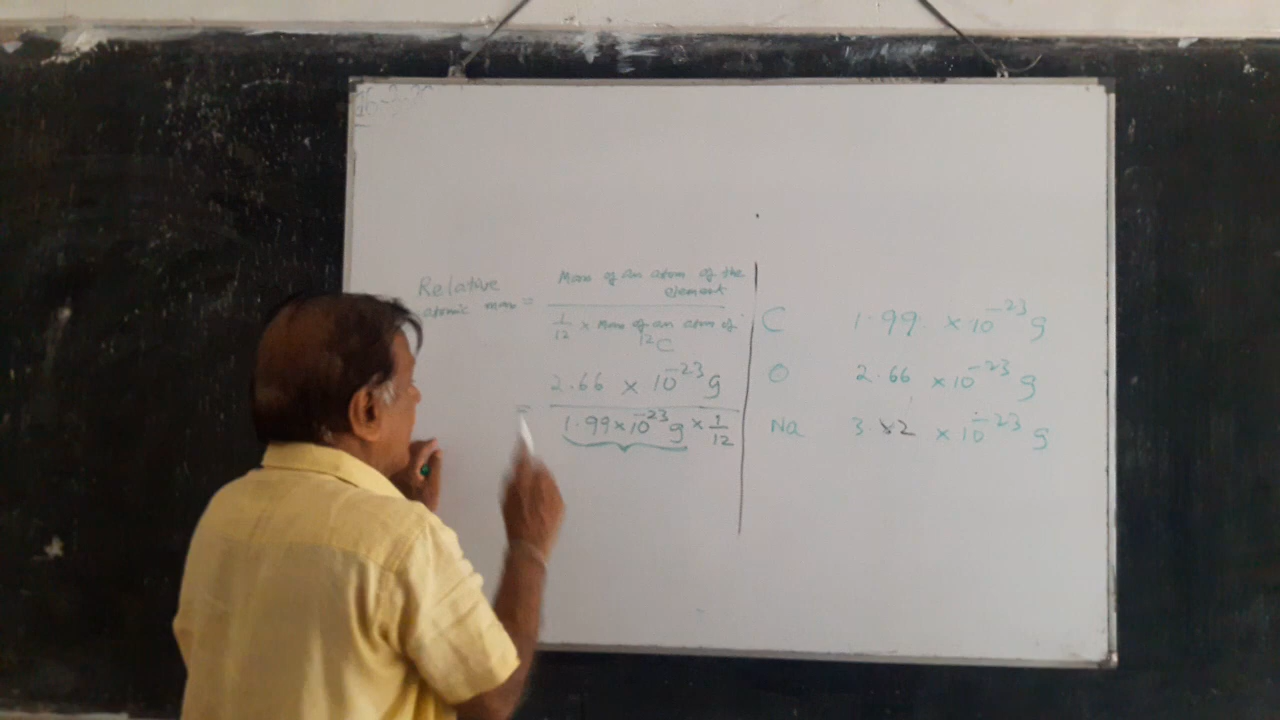 Relative
atomic mass =
Mass of an atom of the
element
1/12 × Mass of an atom of
¹²C
= 2.66 × 10⁻²³ g
1.99 × 10⁻²³ g × 1/12
C 1.99 × 10⁻²³ g
O 2.66 × 10⁻²³ g
Na × 10⁻²³ g